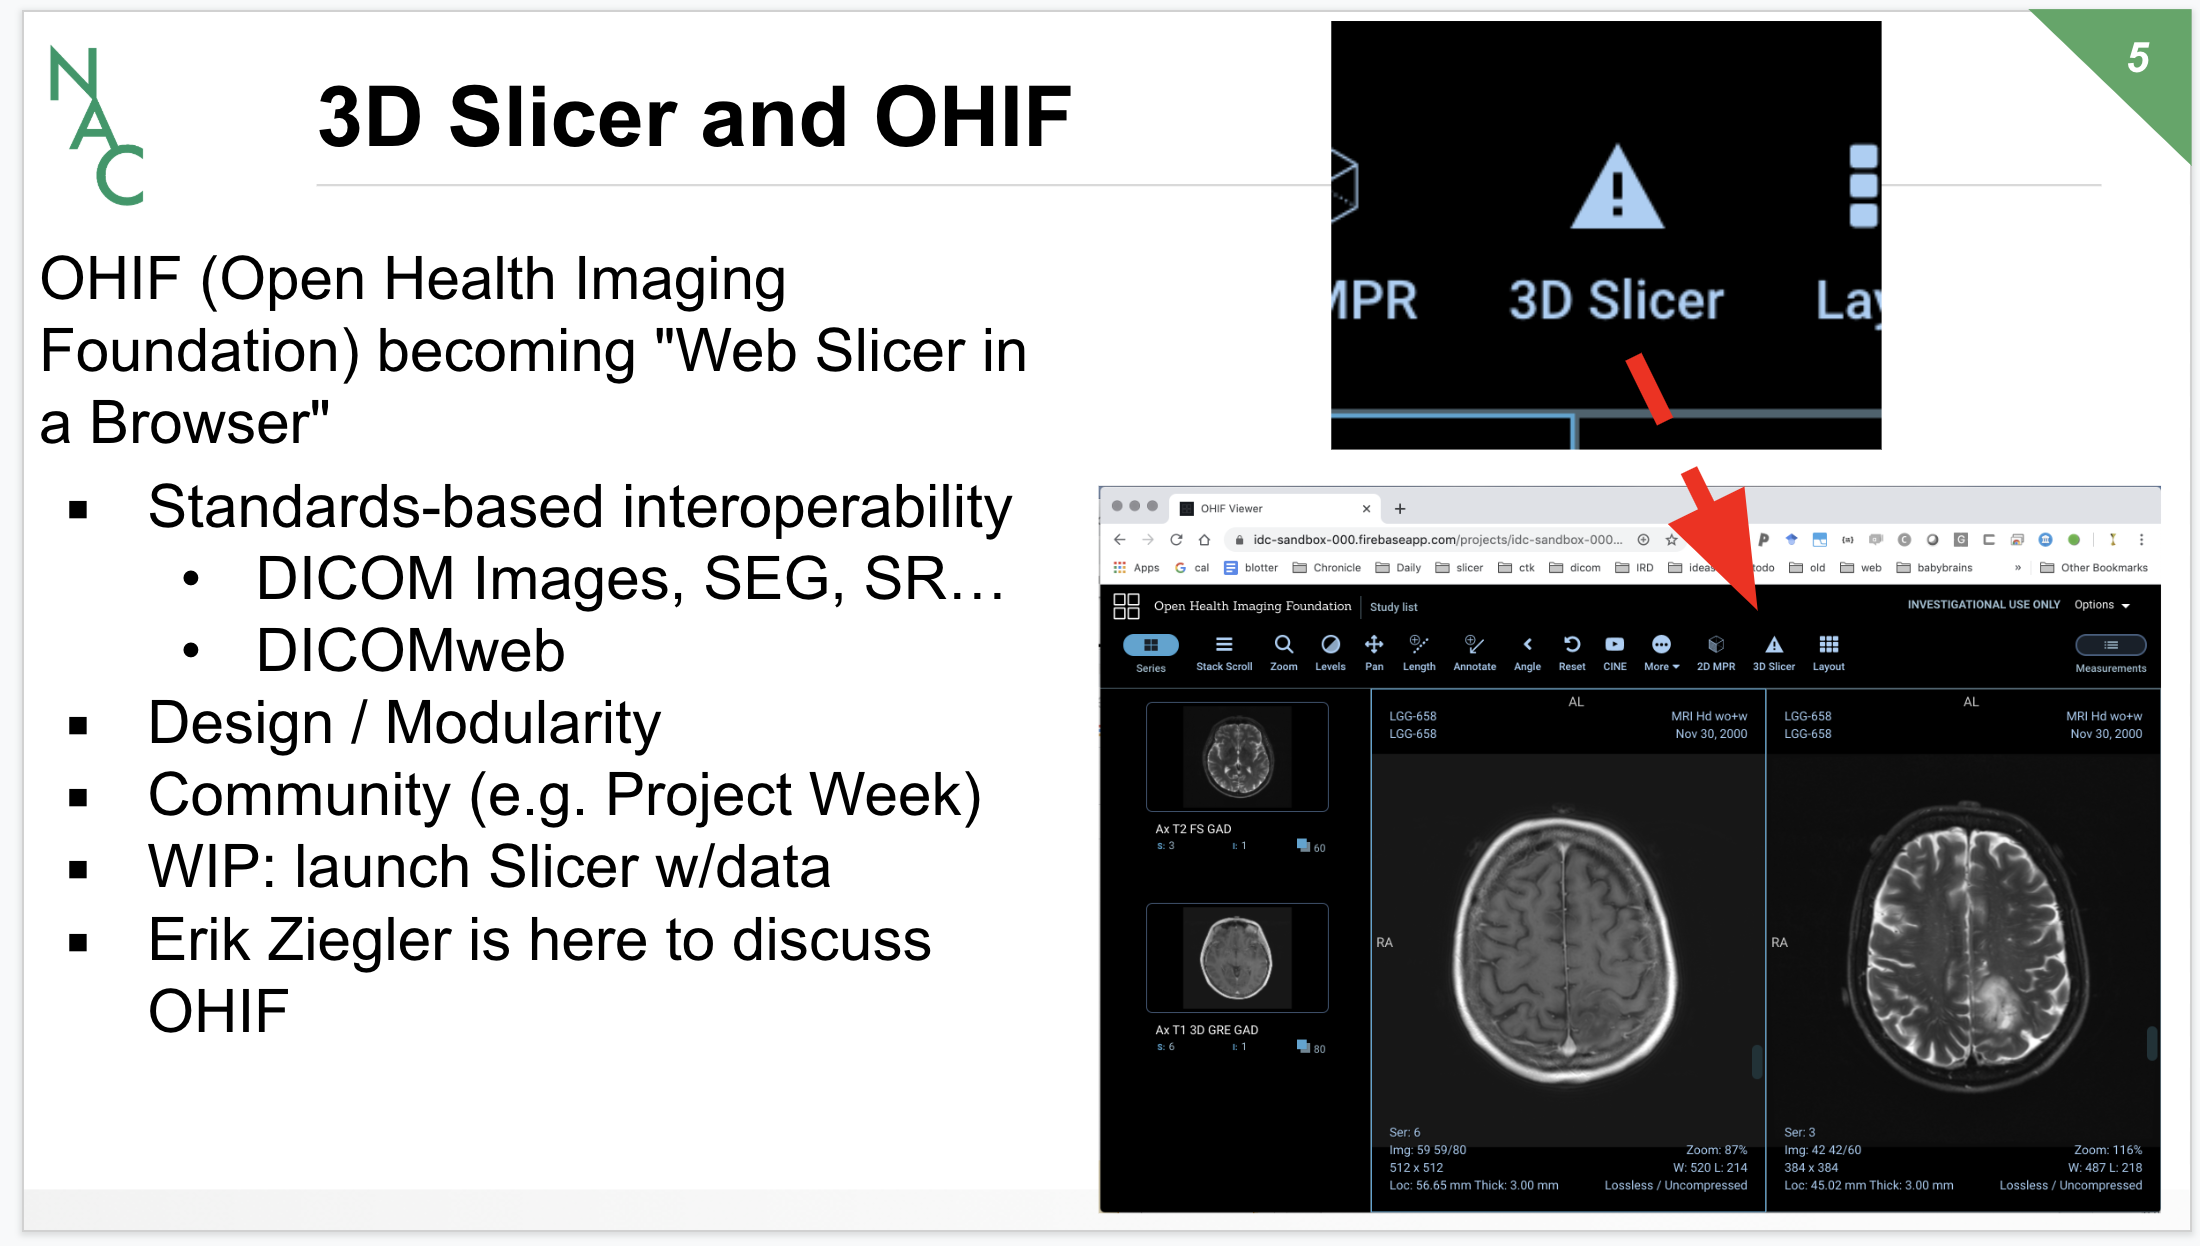 NAC
3D Slicer and OHIF
5
OHIF (Open Health Imaging
Foundation) becoming "Web Slicer in
a Browser"
▪ Standards-based interoperability
• DICOM Images, SEG, SR…
• DICOMweb
▪ Design / Modularity
▪ Community (e.g. Project Week)
▪ WIP: launch Slicer w/data
▪ Erik Ziegler is here to discuss
OHIF
MPR 3D Slicer Lay
OHIF Viewer
idc-sandbox-000.firebaseapp.com/projects/idc-sandbox-000...
Apps cal blotter Chronicle Daily slicer ctk dicom IRD ideas todo old web babybrains » Other Bookmarks
Open Health Imaging Foundation Study list INVESTIGATIONAL USE ONLY Options
Series Stack Scroll Zoom Levels Pan Length Annotate Angle Reset CINE More 2D MPR 3D Slicer Layout Measurements
Ax T2 FS GAD
S: 3 I: 1 60
Ax T1 3D GRE GAD
S: 6 I: 1 80
AL
LGG-658 MRI Hd wo+w
LGG-658 Nov 30, 2000
RA
Ser: 6
Img: 59 59/80 Zoom: 87%
512 x 512 W: 520 L: 214
Loc: 56.65 mm Thick: 3.00 mm Lossless / Uncompressed
AL
LGG-658 MRI Hd wo+w
LGG-658 Nov 30, 2000
RA
Ser: 3
Img: 42 42/60 Zoom: 116%
384 x 384 W: 487 L: 218
Loc: 45.02 mm Thick: 3.00 mm Lossless / Uncompressed